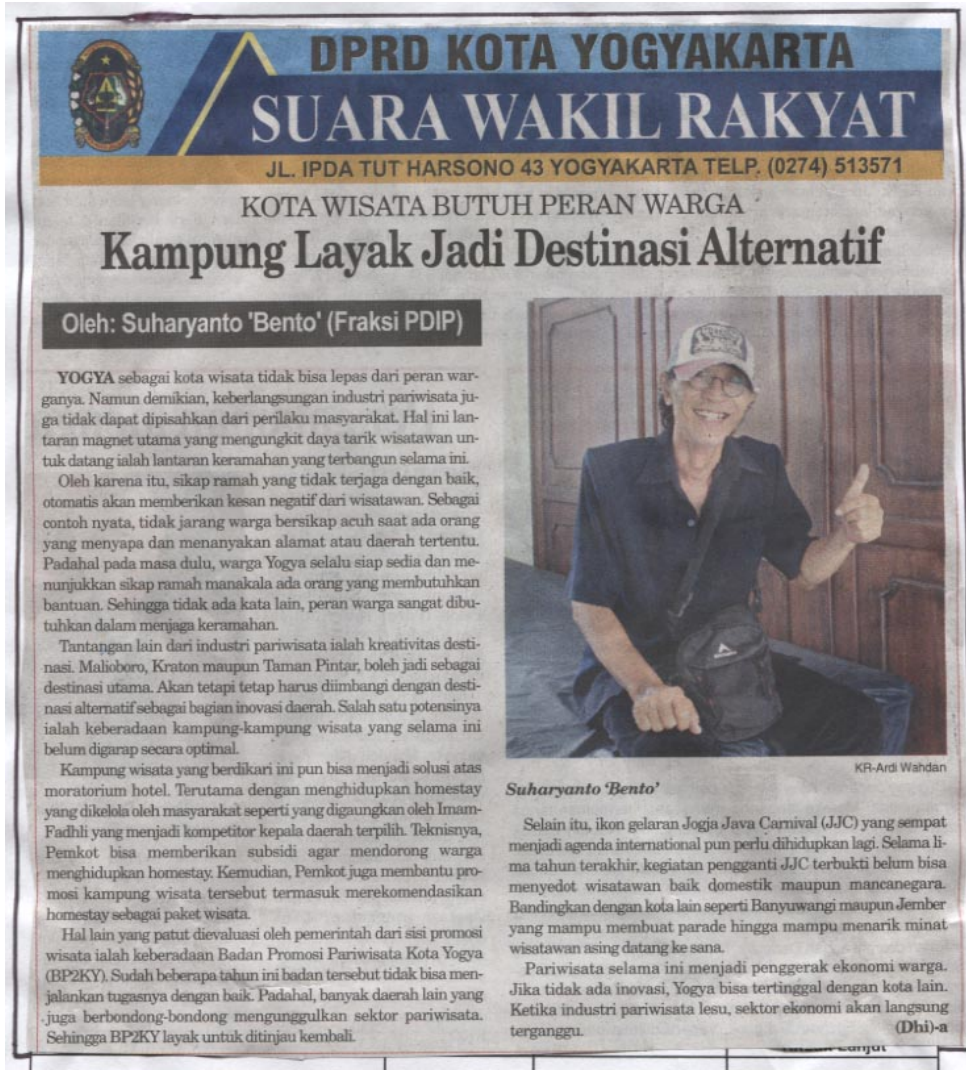 DPRD KOTA YOGYAKARTA
SUARA WAKIL RAKYAT
JL. IPDA TUT HARSONO 43 YOGYAKARTA TELP. (0274) 513571
KOTA WISATA BUTUH PERAN WARGA
Kampung Layak Jadi Destinasi Alternatif
Oleh: Suharyanto 'Bento' (Fraksi PDIP)
YOGYA sebagai kota wisata tidak bisa lepas dari peran war-
ganya. Namun demikian, keberlangsungan industri pariwisata ju-
ga tidak dapat dipisahkan dari perilaku masyarakat. Hal ini lan-
taran magnet utama yang mengungkit daya tarik wisatawan un-
tuk datang ialah lantaran keramahan yang terbangun selama ini.
Oleh karena itu, sikap ramah yang tidak terjaga dengan baik,
otomatis akan memberikan kesan negatif dari wisatawan. Sebagai
contoh nyata, tidak jarang warga bersikap acuh saat ada orang
yang menyapa dan menanyakan alamat atau daerah tertentu.
Padahal pada masa dulu, warga Yogya selalu siap sedia dan me-
nunjukkan sikap ramah manakala ada orang yang membutuhkan
bantuan. Sehingga tidak ada kata lain, peran warga sangat dibu-
tuhkan dalam menjaga keramahan.
Tantangan lain dari industri pariwisata ialah kreativitas desti-
nasi. Malioboro, Kraton maupun Taman Pintar, boleh jadi sebagai
destinasi utama. Akan tetapi tetap harus diimbangi dengan desti-
nasi alternatif sebagai bagian inovasi daerah. Salah satu potensinya
ialah keberadaan kampung-kampung wisata yang selama ini
belum digarap secara optimal.
Kampung wisata yang berdikari ini pun bisa menjadi solusi atas
moratorium hotel. Terutama dengan menghidupkan homestay
yang dikelola oleh masyarakat seperti yang digaungkan oleh Imam-
Fadhli yang menjadi kompetitor kepala daerah terpilih. Teknisnya,
Pemkot bisa memberikan subsidi agar mendorong warga
menghidupkan homestay. Kemudian, Pemkot juga membantu pro-
mosi kampung wisata tersebut termasuk merekomendasikan
homestay sebagai paket wisata.
Hal lain yang patut dievaluasi oleh pemerintah dari sisi promosi
wisata ialah keberadaan Badan Promosi Pariwisata Kota Yogya
(BP2KY). Sudah beberapa tahun ini badan tersebut tidak bisa men-
jalankan tugasnya dengan baik. Padahal, banyak daerah lain yang
juga berbondong-bondong mengunggulkan sektor pariwisata.
Sehingga BP2KY layak untuk ditinjau kembali.
KR-Ardi Wahdan
Suharyanto 'Bento'
Selain itu, ikon gelaran Jogja Java Carnival (JJC) yang sempat
menjadi agenda international pun perlu dihidupkan lagi. Selama li-
ma tahun terakhir, kegiatan pengganti JJC terbukti belum bisa
menyedot wisatawan baik domestik maupun mancanegara.
Bandingkan dengan kota lain seperti Banyuwangi maupun Jember
yang mampu membuat parade hingga mampu menarik minat
wisatawan asing datang ke sana.
Pariwisata selama ini menjadi penggerak ekonomi warga.
Jika tidak ada inovasi, Yogya bisa tertinggal dengan kota lain.
Ketika industri pariwisata lesu, sektor ekonomi akan langsung
terganggu. (Dhi)-a